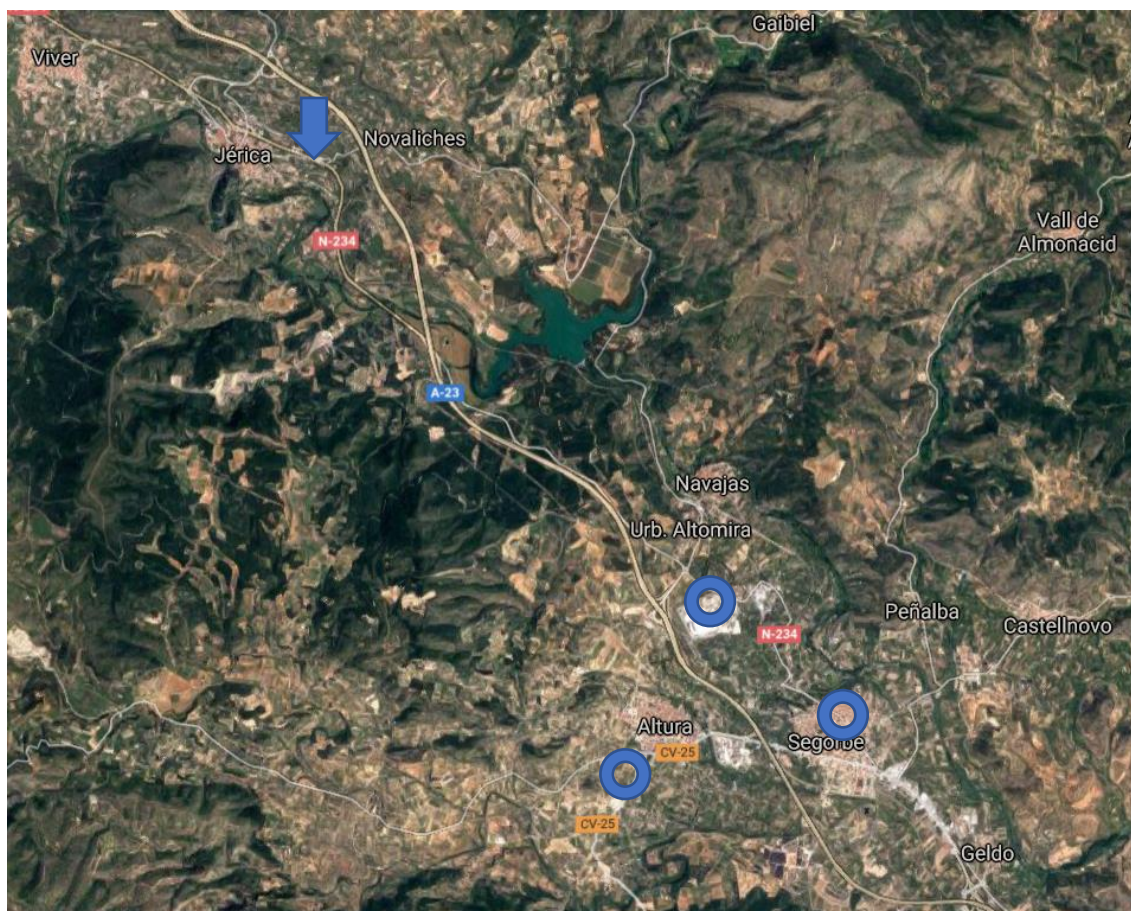 Gaibiel
Viver
Novaliches
Jérica
Vall de
Almonacid
N-234
A-23
Navajas
Urb. Altomira
Peñalba
Castellnovo
N-234
Altura
Segorbe
CV-25
CV-25
Geldo